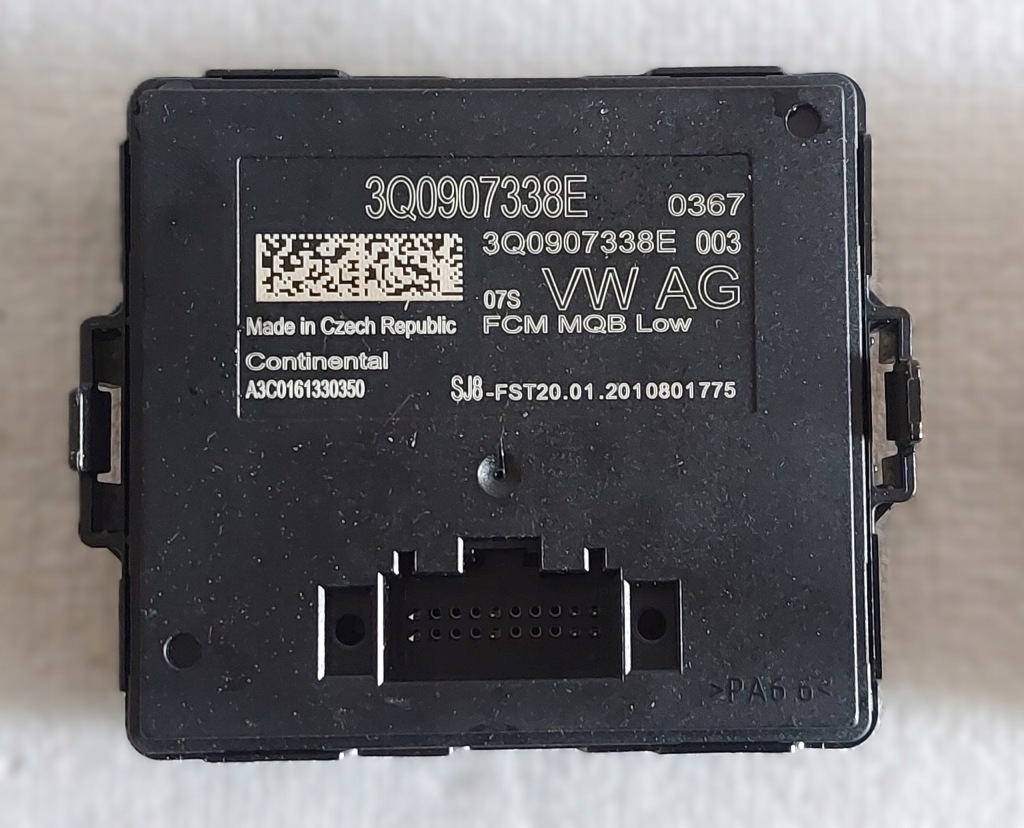 3Q0907338E 0367
3Q0907338E 003
07S VW AG
Made in Czech Republic FCM MQB Low
Continental
A3C0161330350 SJ6-FST20.01.2010801775
>PA6 6<